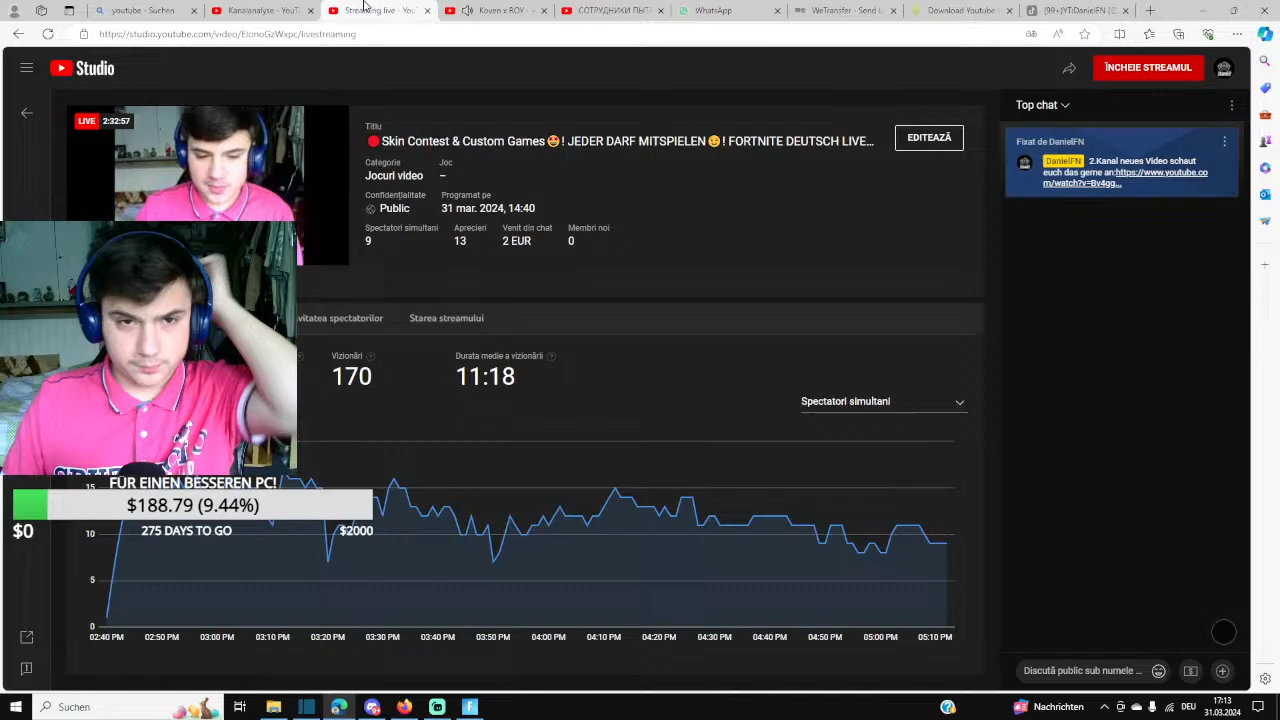 Suchen
Kanalanalyse - YouT
Streaming live - You
Koven x ROY -
СОТРУДНИКИ ПЫТ
WhatsApp
WeTransfer - Send L
Download Youtube
(99+)YTDanielFN - [
https://studio.youtube.com/video/ElonoGzWxpc/livestreaming
Studio
ÎNCHEIE STREAMUL
LIVE 2:32:57
Titlu
Skin Contest & Custom Games! JEDER DARF MITSPIELEN! FORTNITE DEUTSCH LIVE...
EDITEAZĂ
Categorie Joc
Jocuri video –
Confidențialitate Programat pe
Public 31 mar. 2024, 14:40
Spectatori simultani Aprecieri Venit din chat Membri noi
9 13 2 EUR 0
Top chat
Fixat de DanielFN
DanielFN 2.Kanal neues Video schaut
euch das gerne an:https://www.youtube.co
m/watch?v=Bv4gg...
ivitatea spectatorilor Starea streamului
Vizionări Durata medie a vizionării
170 11:18
Spectatori simultani
FÜR EINEN BESSEREN PC!
$188.79 (9.44%)
$0 275 DAYS TO GO $2000
15
10
5
0
02:40 PM 02:50 PM 03:00 PM 03:10 PM 03:20 PM 03:30 PM 03:40 PM 03:50 PM 04:00 PM 04:10 PM 04:20 PM 04:30 PM 04:40 PM 04:50 PM 05:00 PM 05:10 PM
Discută public sub numele ...
Suchen
Nachrichten
DEU
17:13
31.03.2024